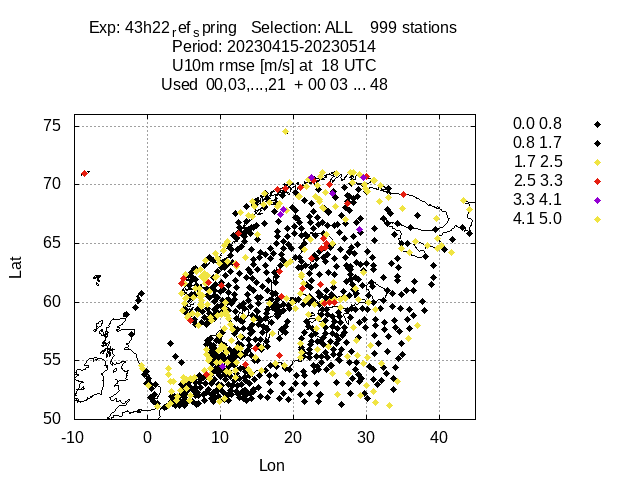 Exp: 43h22refspring Selection: ALL 999 stations
Period: 20230415-20230514
U10m rmse [m/s] at 18 UTC
Used 00,03,...,21 + 00 03 ... 48
75
70
65
60
55
50
Lat
-10 0 10 20 30 40
Lon
0.0 0.8
0.8 1.7
1.7 2.5
2.5 3.3
3.3 4.1
4.1 5.0